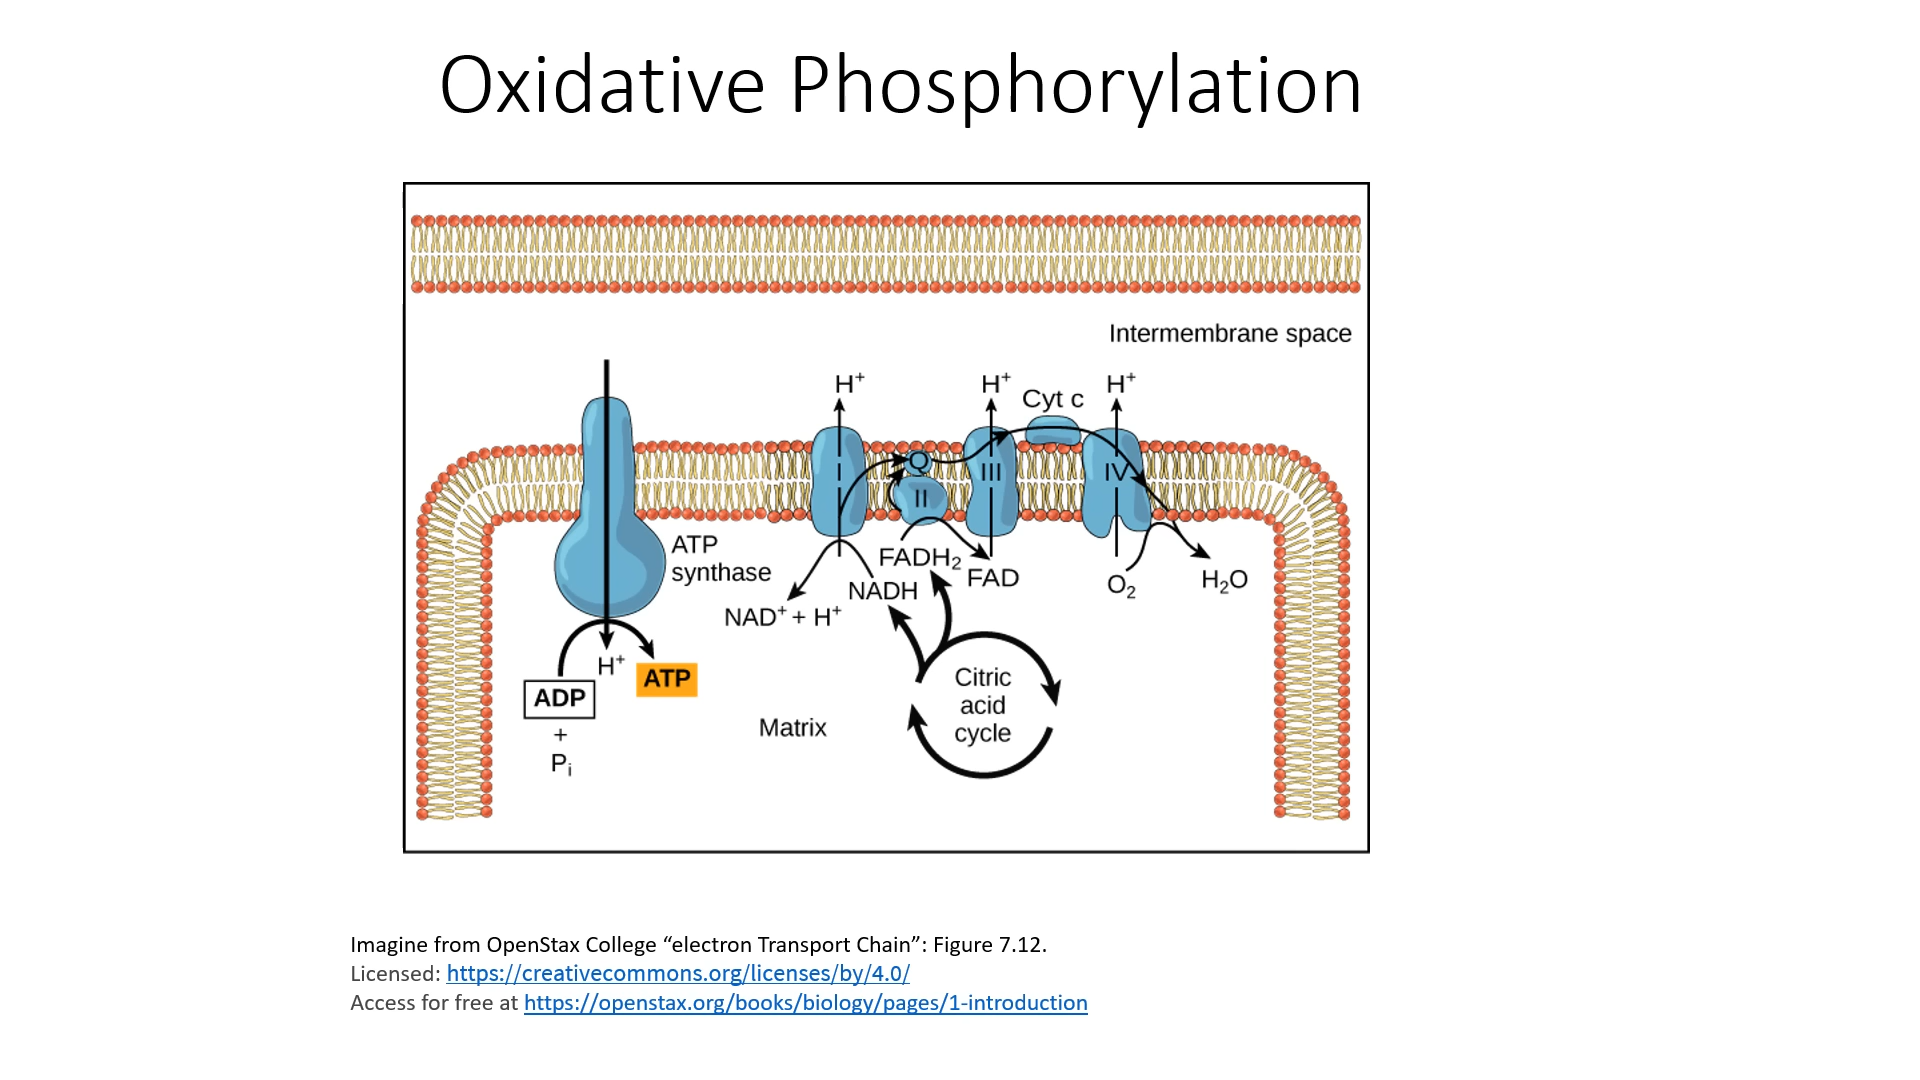 Oxidative Phosphorylation
Intermembrane space
H⁺
H⁺
H⁺
Cyt c
I
Q
II
III
IV
ATP
synthase
FADH₂
FAD
NADH
NAD⁺ + H⁺
O₂
H₂O
H⁺
ADP
+
Pᵢ
ATP
Matrix
Citric
acid
cycle
Imagine from OpenStax College “electron Transport Chain”: Figure 7.12.
Licensed: https://creativecommons.org/licenses/by/4.0/
Access for free at https://openstax.org/books/biology/pages/1-introduction